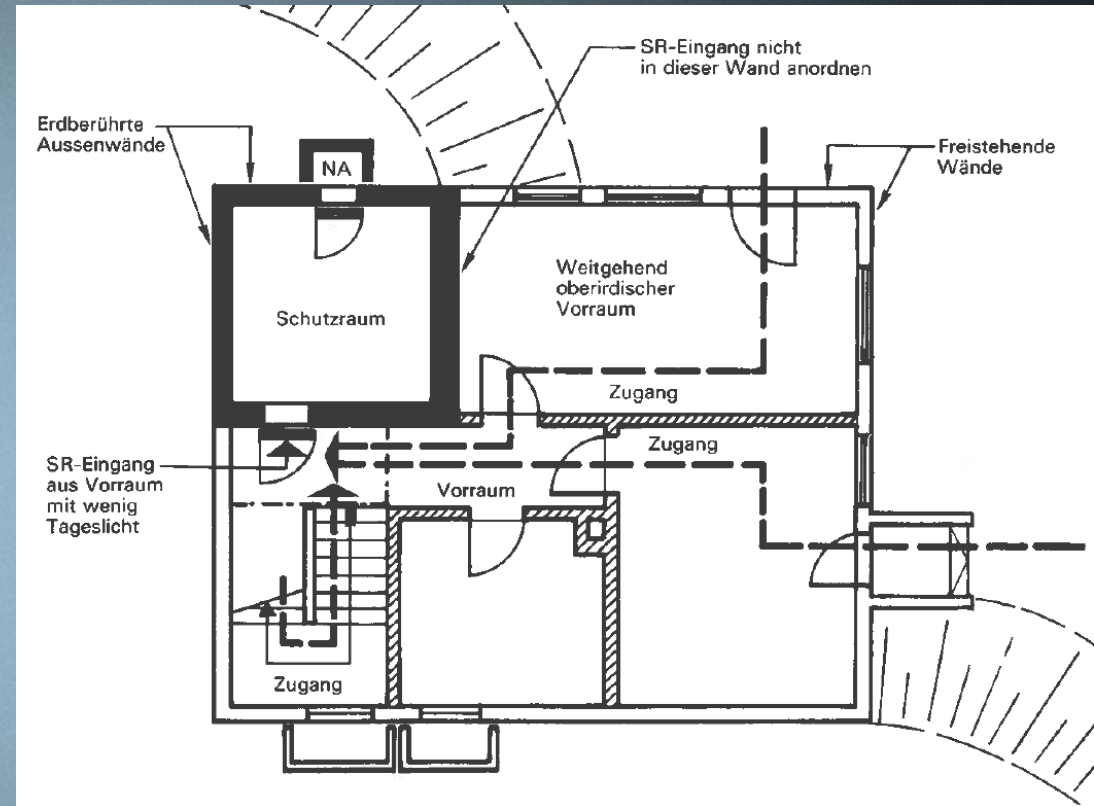 SR-Eingang nicht
in dieser Wand anordnen
Erdberührte
Aussenwände
NA
Freistehende
Wände
Weitgehend
oberirdischer
Vorraum
Schutzraum
Zugang
Zugang
SR-Eingang
aus Vorraum
mit wenig
Tageslicht
Vorraum
Zugang